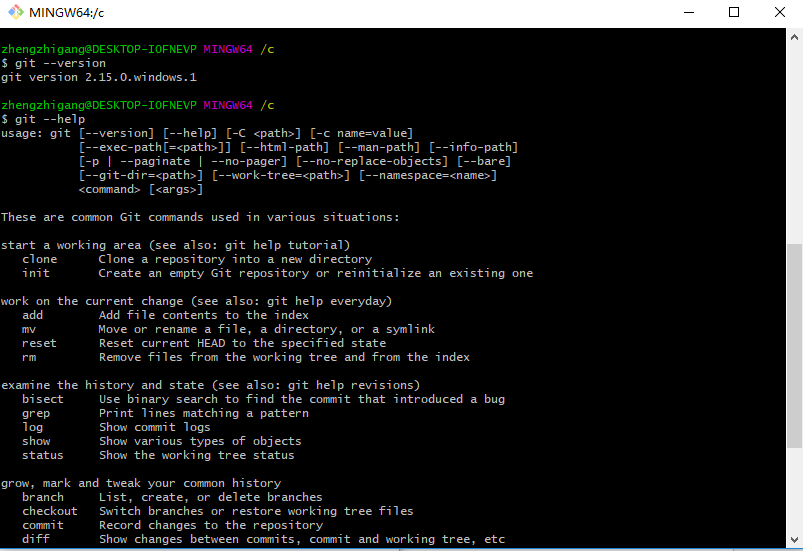 MINGW64:/c
zhengzhigang@DESKTOP-IOFNEVP MINGW64 /c
$ git --version
git version 2.15.0.windows.1
zhengzhigang@DESKTOP-IOFNEVP MINGW64 /c
$ git --help
usage: git [--version] [--help] [-C <path>] [-c name=value]
           [--exec-path[=<path>]] [--html-path] [--man-path] [--info-path]
           [-p | --paginate | --no-pager] [--no-replace-objects] [--bare]
           [--git-dir=<path>] [--work-tree=<path>] [--namespace=<name>]
           <command> [<args>]
These are common Git commands used in various situations:
start a working area (see also: git help tutorial)
   clone      Clone a repository into a new directory
   init       Create an empty Git repository or reinitialize an existing one
work on the current change (see also: git help everyday)
   add        Add file contents to the index
   mv         Move or rename a file, a directory, or a symlink
   reset      Reset current HEAD to the specified state
   rm         Remove files from the working tree and from the index
examine the history and state (see also: git help revisions)
   bisect     Use binary search to find the commit that introduced a bug
   grep       Print lines matching a pattern
   log        Show commit logs
   show       Show various types of objects
   status     Show the working tree status
grow, mark and tweak your common history
   branch     List, create, or delete branches
   checkout   Switch branches or restore working tree files
   commit     Record changes to the repository
   diff       Show changes between commits, commit and working tree, etc